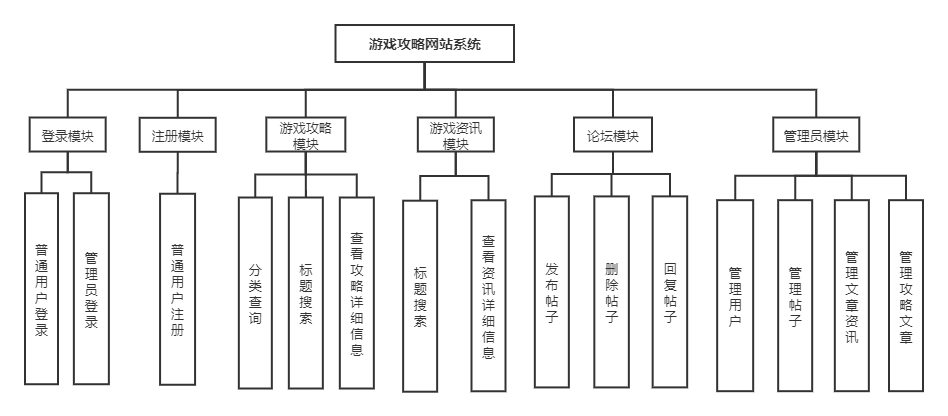 游戏攻略网站系统
登录模块
注册模块
游戏攻略
模块
游戏资讯
模块
论坛模块
管理员模块
普通用户登录
管理员登录
普通用户注册
分类查询
标题搜索
查看攻略详细信息
标题搜索
查看资讯详细信息
发布帖子
删除帖子
回复帖子
管理用户
管理帖子
管理文章资讯
管理攻略文章